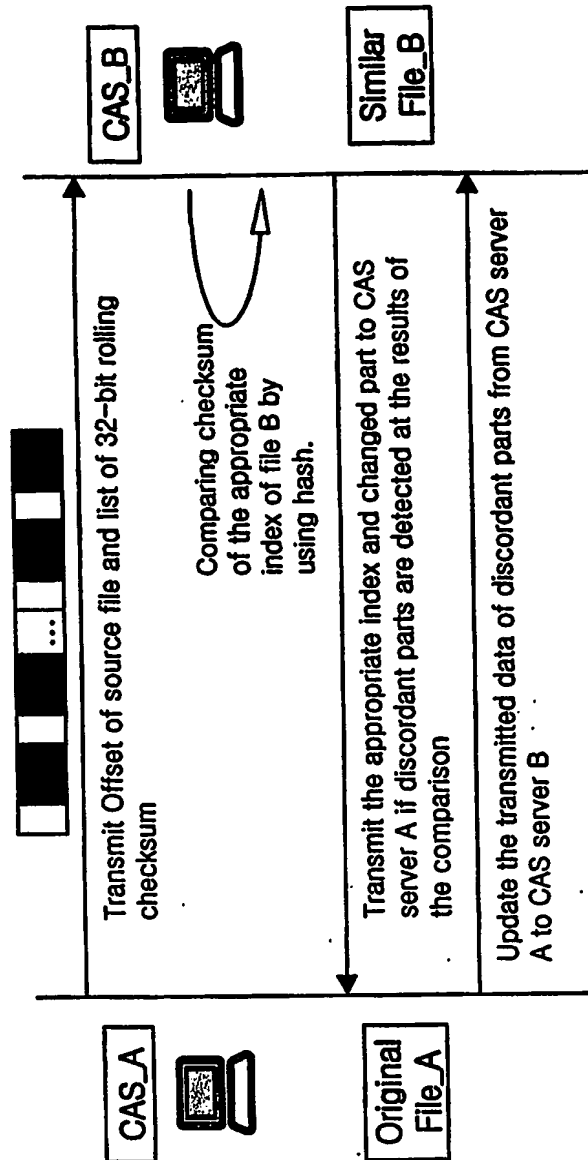 CAS_A
CAS_B
...
Transmit Offset of source file and list of 32-bit rolling
checksum
Comparing checksum
of the appropriate
index of file B by
using hash.
Original
File_A
Similar
File_B
Transmit the appropriate index and changed part to CAS
server A if discordant parts are detected at the results of
the comparison
Update the transmitted data of discordant parts from CAS server
A to CAS server B